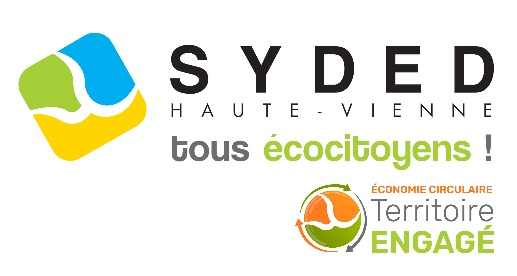 SYDED
HAUTE-VIENNE
tous écocitoyens !
ÉCONOMIE CIRCULAIRE
Territoire
ENGAGÉ